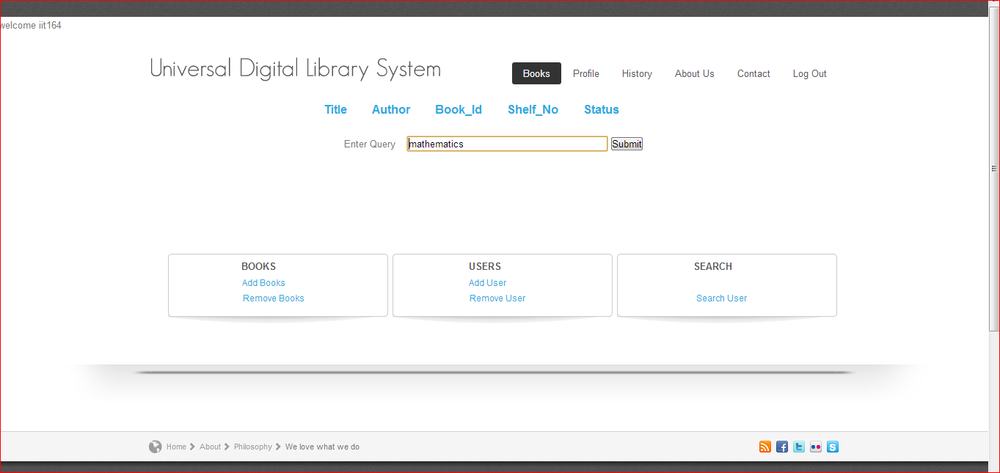 welcome iit164
Universal Digital Library System
Books Profile History About Us Contact Log Out
Title Author Book_Id Shelf_No Status
Enter Query mathematics Submit
BOOKS
Add Books
Remove Books
USERS
Add User
Remove User
SEARCH
Search User
Home About Philosophy We love what we do